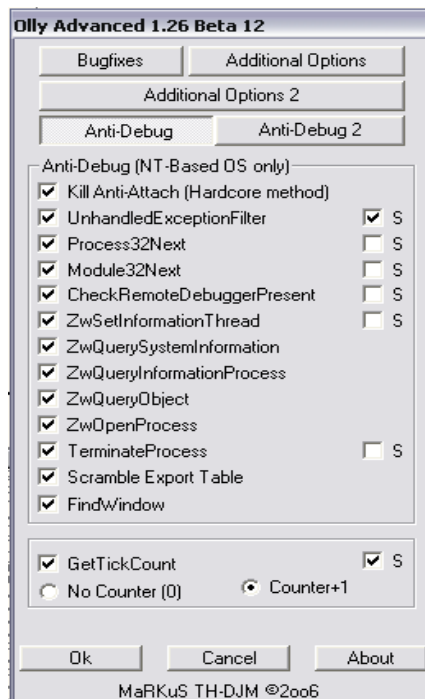 Olly Advanced 1.26 Beta 12
Bugfixes Additional Options
Additional Options 2
Anti-Debug Anti-Debug 2
Anti-Debug (NT-Based OS only)
Kill Anti-Attach (Hardcore method)
UnhandledExceptionFilter S
Process32Next S
Module32Next S
CheckRemoteDebuggerPresent S
ZwSetInformationThread S
ZwQuerySystemInformation
ZwQueryInformationProcess
ZwQueryObject
ZwOpenProcess
TerminateProcess S
Scramble Export Table
FindWindow
GetTickCount S
No Counter (0) Counter+1
Ok Cancel About
MaRKuS TH-DJM ©2oo6